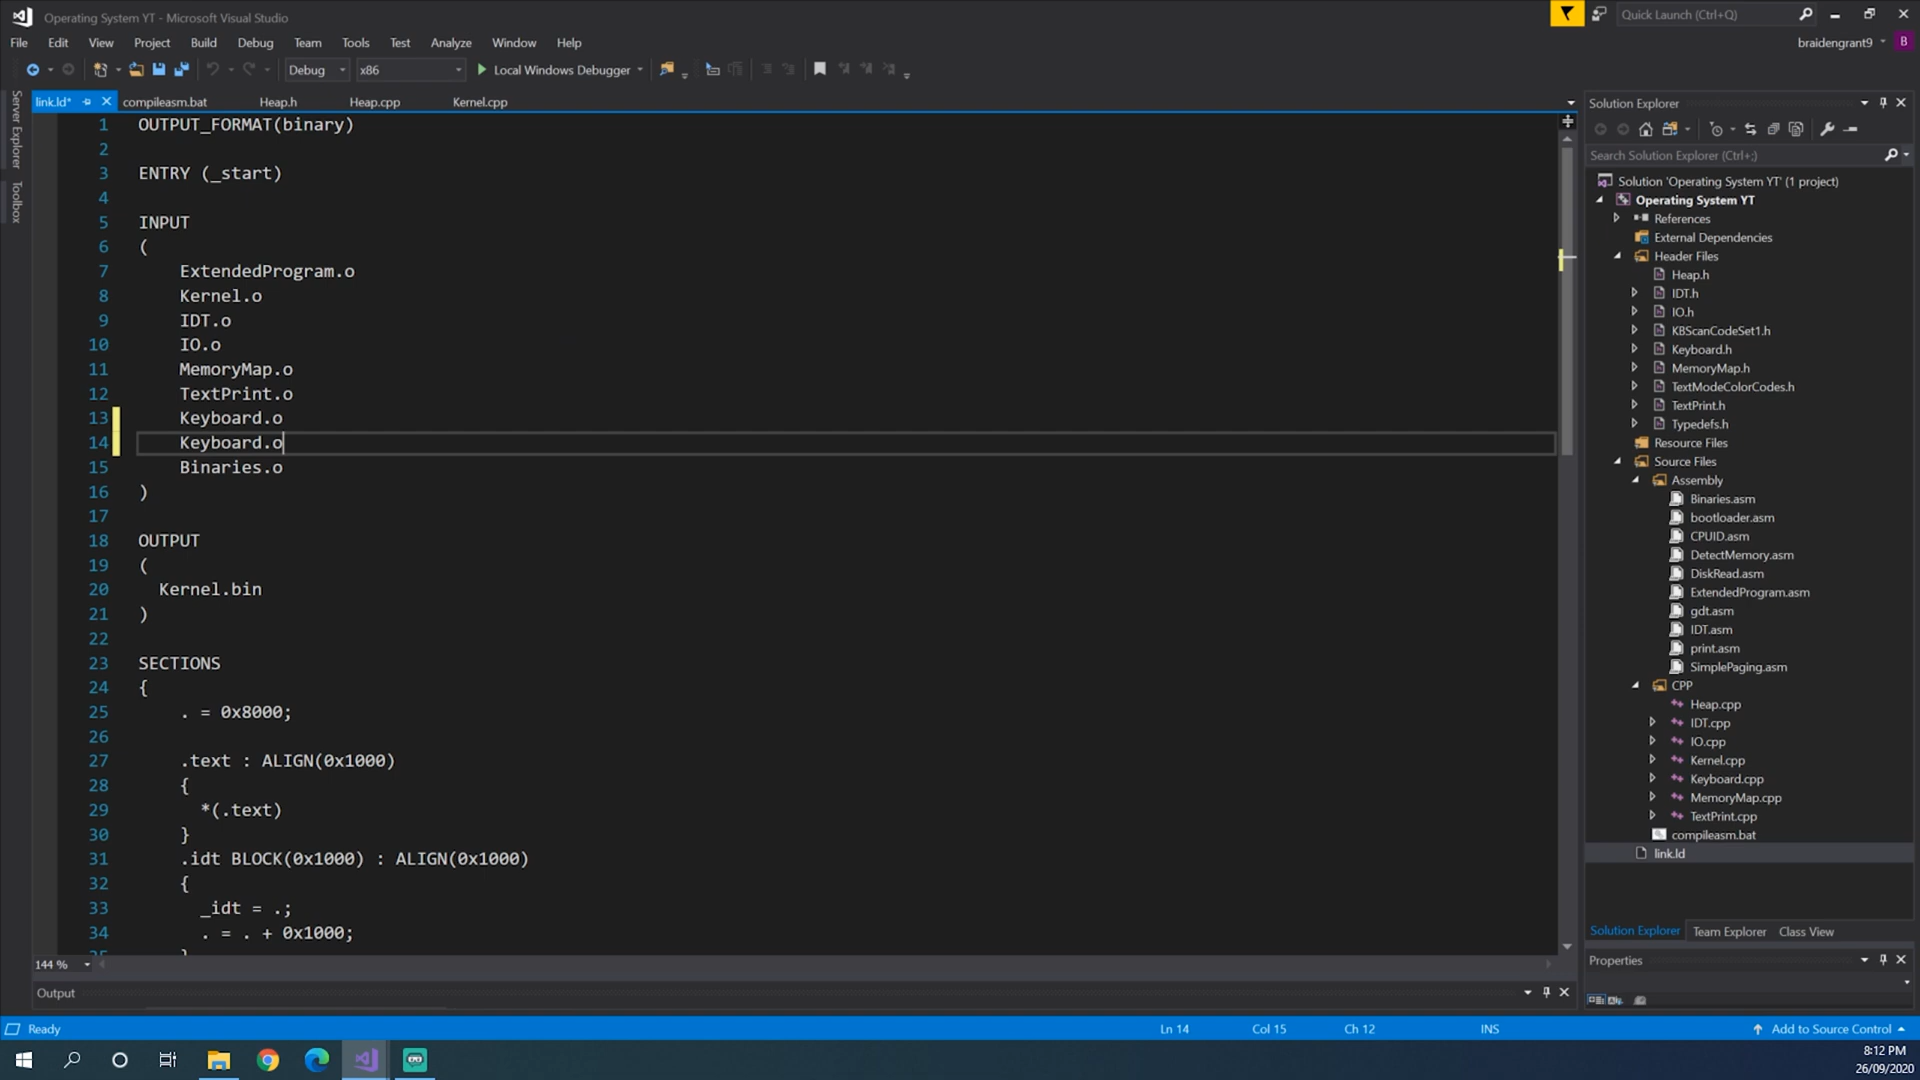 Operating System YT - Microsoft Visual Studio
Quick Launch (Ctrl+Q)
File Edit View Project Build Debug Team Tools Test Analyze Window Help
braidengrant9 B
Debug x86 Local Windows Debugger
Server Explorer
Toolbox
link.ld* compileasm.bat Heap.h Heap.cpp Kernel.cpp
1 OUTPUT_FORMAT(binary)
2
3 ENTRY (_start)
4
5 INPUT
6 (
7 ExtendedProgram.o
8 Kernel.o
9 IDT.o
10 IO.o
11 MemoryMap.o
12 TextPrint.o
13 Keyboard.o
14 Keyboard.o
15 Binaries.o
16 )
17
18 OUTPUT
19 (
20 Kernel.bin
21 )
22
23 SECTIONS
24 {
25 . = 0x8000;
26
27 .text : ALIGN(0x1000)
28 {
29 *(.text)
30 }
31 .idt BLOCK(0x1000) : ALIGN(0x1000)
32 {
33 _idt = .;
34 . = . + 0x1000;
35 }
144 %
Output
Solution Explorer
Search Solution Explorer (Ctrl+;)
Solution 'Operating System YT' (1 project)
Operating System YT
References
External Dependencies
Header Files
Heap.h
IDT.h
IO.h
KBScanCodeSet1.h
Keyboard.h
MemoryMap.h
TextModeColorCodes.h
TextPrint.h
Typedefs.h
Resource Files
Source Files
Assembly
Binaries.asm
bootloader.asm
CPUID.asm
DetectMemory.asm
DiskRead.asm
ExtendedProgram.asm
gdt.asm
IDT.asm
print.asm
SimplePaging.asm
CPP
Heap.cpp
IDT.cpp
IO.cpp
Kernel.cpp
Keyboard.cpp
MemoryMap.cpp
TextPrint.cpp
compileasm.bat
link.ld
Solution Explorer Team Explorer Class View
Properties
Ready Ln 14 Col 15 Ch 12 INS Add to Source Control
8:12 PM
26/09/2020